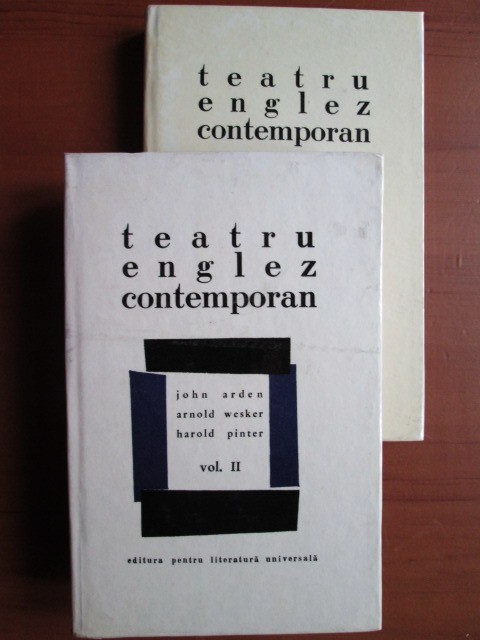 teatru
englez
contemporan
teatru
englez
contemporan
john arden
arnold wesker
harold pinter
vol. II
editura pentru literatură universală